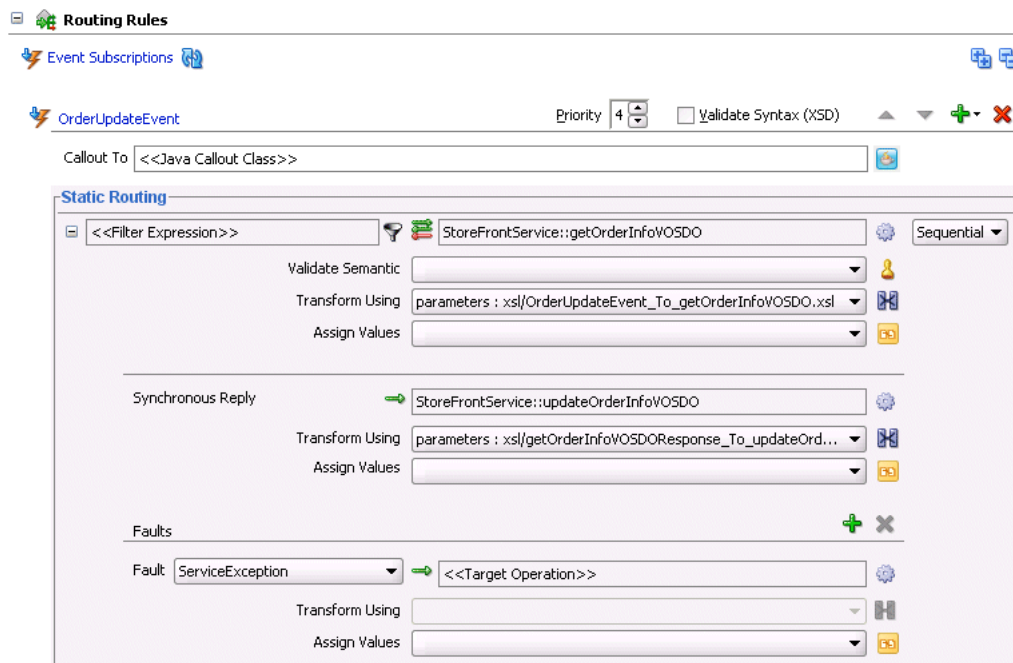 Routing Rules
Event Subscriptions
OrderUpdateEvent Priority 4 Validate Syntax (XSD)
Callout To <<Java Callout Class>>
Static Routing
<<Filter Expression>> StoreFrontService::getOrderInfoVOSDO Sequential
Validate Semantic
Transform Using parameters : xsl/OrderUpdateEvent_To_getOrderInfoVOSDO.xsl
Assign Values
Synchronous Reply StoreFrontService::updateOrderInfoVOSDO
Transform Using parameters : xsl/getOrderInfoVOSDOResponse_To_updateOrd...
Assign Values
Faults
Fault ServiceException <<Target Operation>>
Transform Using
Assign Values